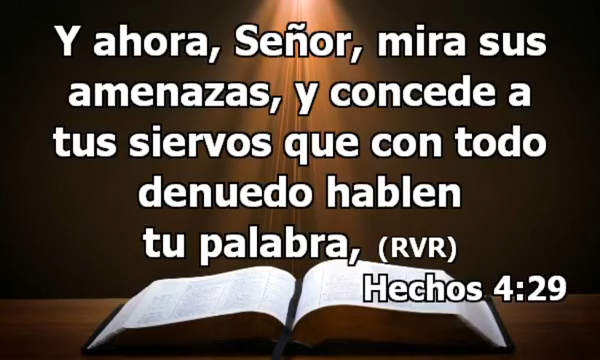 Y ahora, Señor, mira sus
amenazas, y concede a
tus siervos que con todo
denuedo hablen
tu palabra, (RVR)
Hechos 4:29